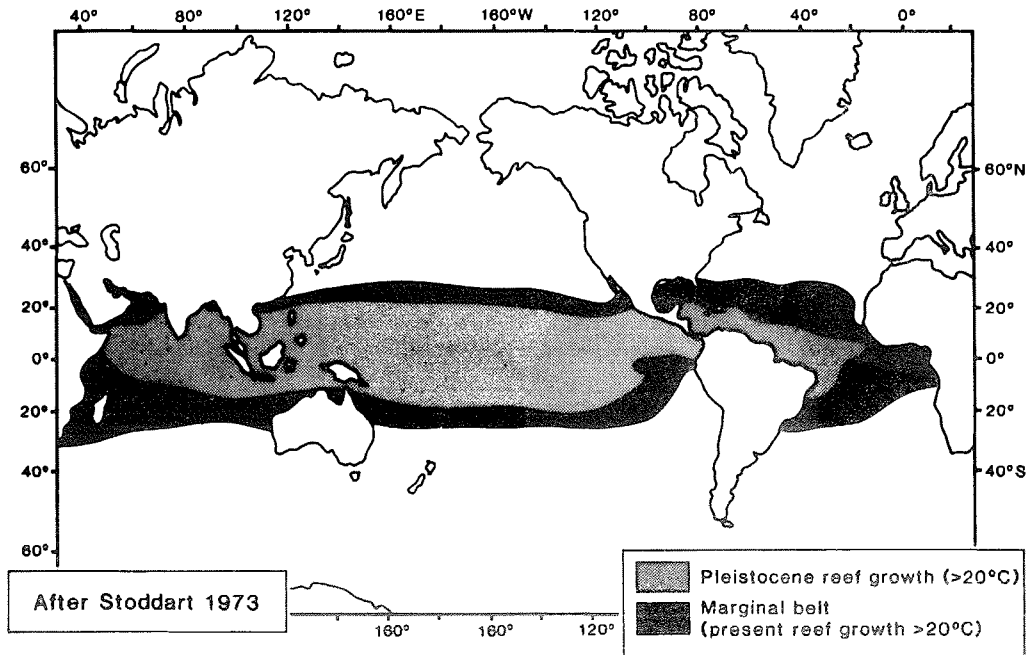 40° 80° 120° 160°E 160°W 120° 80° 40° 0°
60° 60°N
40° 40°
20° 20°
0° 0°
20° 20°
40° 40°S
60°
160° 160° 120°
After Stoddart 1973
Pleistocene reef growth (>20°C)
Marginal belt
(present reef growth >20°C)